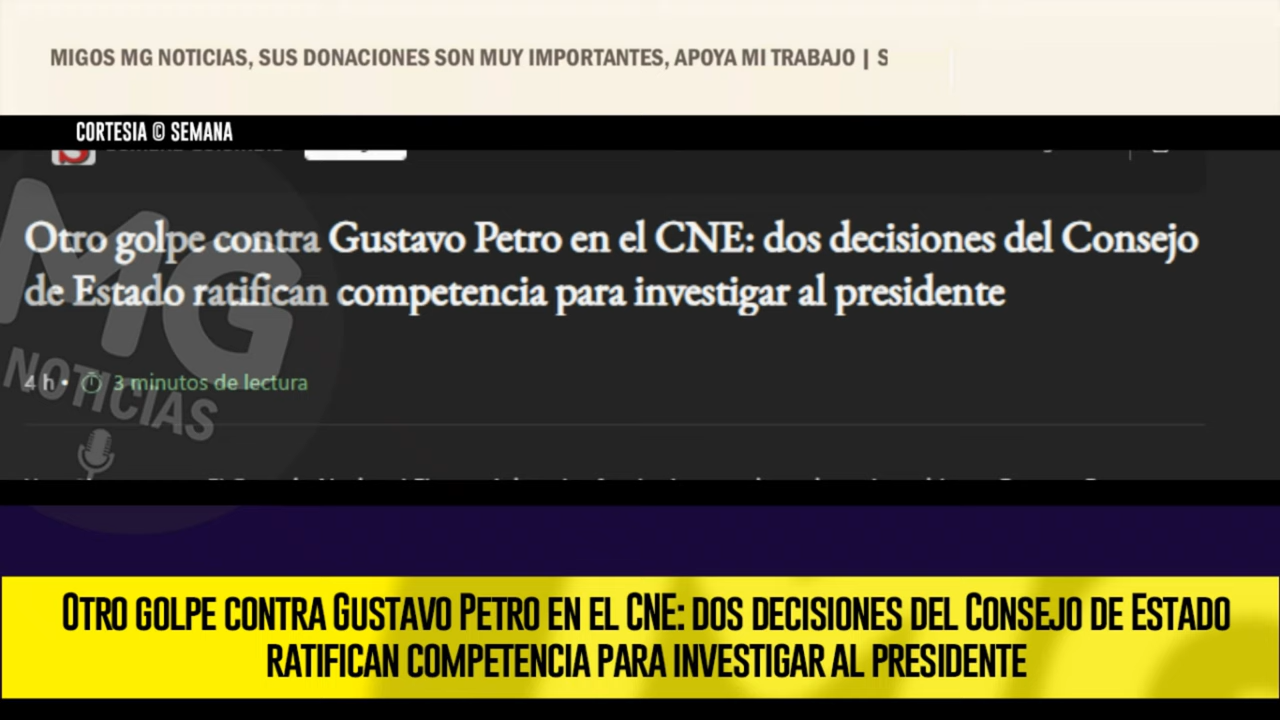 MIGOS MG NOTICIAS, SUS DONACIONES SON MUY IMPORTANTES, APOYA MI TRABAJO | S
CORTESIA © SEMANA
Otro golpe contra Gustavo Petro en el CNE: dos decisiones del Consejo
de Estado ratifican competencia para investigar al presidente
MG
NOTICIAS
4 h • 3 minutos de lectura
OTRO GOLPE CONTRA GUSTAVO PETRO EN EL CNE: DOS DECISIONES DEL CONSEJO DE ESTADO
RATIFICAN COMPETENCIA PARA INVESTIGAR AL PRESIDENTE